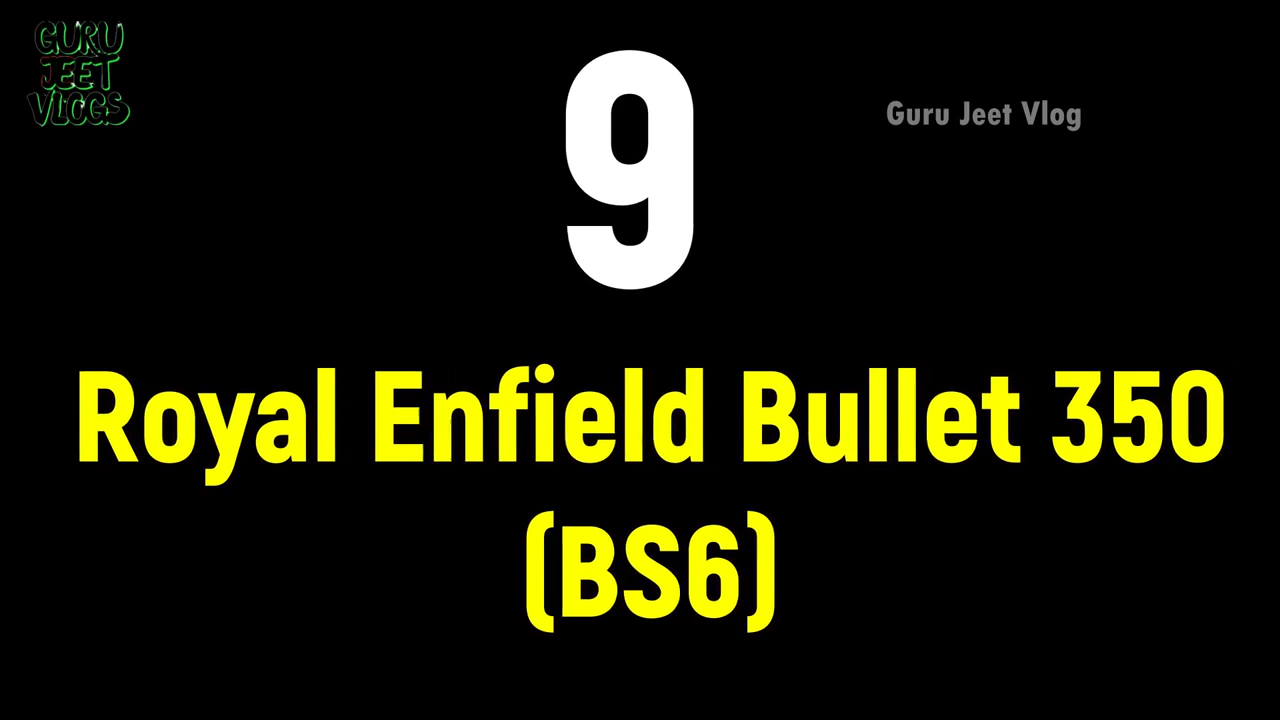 GURU
JEET
VLOGS
9
Guru Jeet Vlog
Royal Enfield Bullet 350
(BS6)